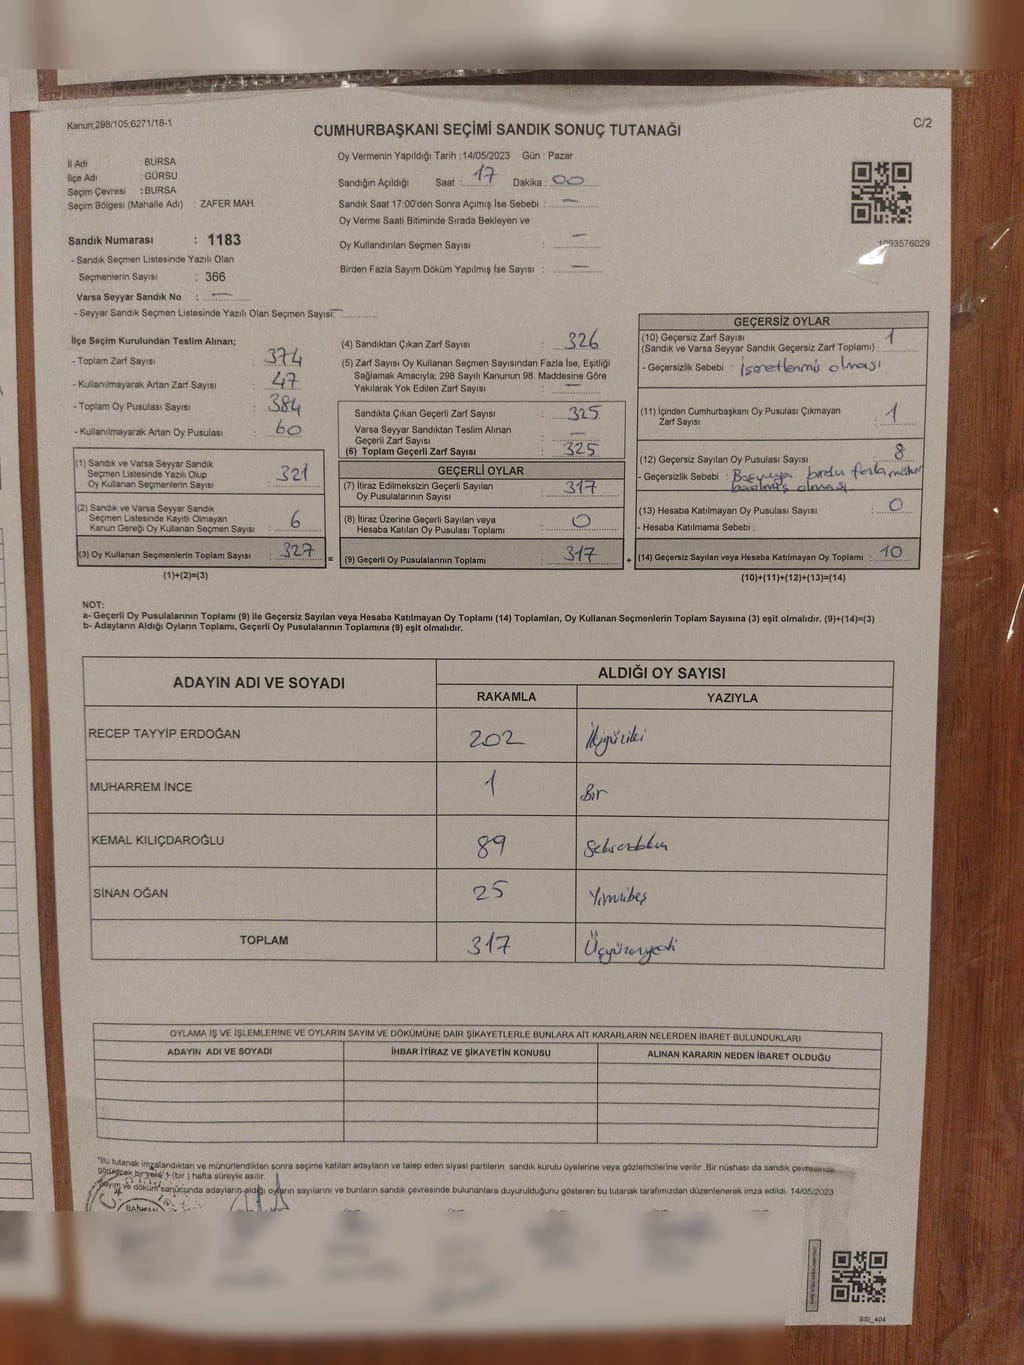 Kanun;298/105;6271/18-1
C/2
CUMHURBAŞKANI SEÇİMİ SANDIK SONUÇ TUTANAĞI
İl Adı : BURSA
İlçe Adı : GÜRSU
Seçim Çevresi : BURSA
Seçim Bölgesi (Mahalle Adı) : ZAFER MAH.
Sandık Numarası : 1183
- Sandık Seçmen Listesinde Yazılı Olan
Seçmenlerin Sayısı : 366
Varsa Seyyar Sandık No : —
- Seyyar Sandık Seçmen Listesinde Yazılı Olan Seçmen Sayısı: —
Oy Vermenin Yapıldığı Tarih :14/05/2023 Gün : Pazar
Sandığın Açıldığı Saat : 17 Dakika : 00
Sandık Saat 17:00'den Sonra Açımış İse Sebebi : —
Oy Verme Saati Bitiminde Sırada Bekleyen ve
Oy Kullandırılan Seçmen Sayısı : —
Birden Fazla Sayım Döküm Yapılmış İse Sayısı : —
1093576029
İlçe Seçim Kurulundan Teslim Alınan;
- Toplam Zarf Sayısı : 374
- Kullanılmayarak Artan Zarf Sayısı : 47
- Toplam Oy Pusulası Sayısı : 384
- Kullanılmayarak Artan Oy Pusulası : 60
(1) Sandık ve Varsa Seyyar Sandık
Seçmen Listesinde Yazılı Olup
Oy Kullanan Seçmenlerin Sayısı : 321
(2) Sandık ve Varsa Seyyar Sandık
Seçmen Listesinde Kayıtlı Olmayan
Kanun Gereği Oy Kullanan Seçmen Sayısı : 6
(3) Oy Kullanan Seçmenlerin Toplam Sayısı : 327
(1)+(2)=(3)
=
(4) Sandıktan Çıkan Zarf Sayısı : 326
(5) Zarf Sayısı Oy Kullanan Seçmen Sayısından Fazla İse, Eşitliği
Sağlamak Amacıyla; 298 Sayılı Kanunun 98. Maddesine Göre
Yakılarak Yok Edilen Zarf Sayısı : —
Sandıkta Çıkan Geçerli Zarf Sayısı : 325
Varsa Seyyar Sandıktan Teslim Alınan
Geçerli Zarf Sayısı : —
(6) Toplam Geçerli Zarf Sayısı : 325
GEÇERLİ OYLAR
(7) İtiraz Edilmeksizin Geçerli Sayılan
Oy Pusulalarının Sayısı : 317
(8) İtiraz Üzerine Geçerli Sayılan veya
Hesaba Katılan Oy Pusulası Toplamı : 0
(9) Geçerli Oy Pusulalarının Toplamı : 317
+
GEÇERSİZ OYLAR
(10) Geçersiz Zarf Sayısı
(Sandık ve Varsa Seyyar Sandık Geçersiz Zarf Toplamı) : 1
- Geçersizlik Sebebi : İşaretlenmiş olması
(11) İçinden Cumhurbaşkanı Oy Pusulası Çıkmayan
Zarf Sayısı : 1
(12) Geçersiz Sayılan Oy Pusulası Sayısı : 8
- Geçersizlik Sebebi : fazla mühür
olması
(13) Hesaba Katılmayan Oy Pusulası Sayısı : 0
- Hesaba Katılmama Sebebi :
(14) Geçersiz Sayılan veya Hesaba Katılmayan Oy Toplamı : 10
(10)+(11)+(12)+(13)=(14)
NOT:
a- Geçerli Oy Pusulalarının Toplamı (9) ile Geçersiz Sayılan veya Hesaba Katılmayan Oy Toplamı (14) Toplamları, Oy Kullanan Seçmenlerin Toplam Sayısına (3) eşit olmalıdır. (9)+(14)=(3)
b- Adayların Aldığı Oyların Toplamı, Geçerli Oy Pusulalarının Toplamına (9) eşit olmalıdır.
ADAYIN ADI VE SOYADI
ALDIĞI OY SAYISI
RAKAMLA YAZIYLA
RECEP TAYYİP ERDOĞAN 202 İkiyüziki
MUHARREM İNCE 1 Bir
KEMAL KILIÇDAROĞLU 89 Seksendokuz
SİNAN OĞAN 25 Yirmibeş
TOPLAM 317 Üçyüzonyedi
OYLAMA İŞ VE İŞLEMLERİNE VE OYLARIN SAYIM VE DÖKÜMÜNE DAİR ŞİKAYETLERLE BUNLARA AİT KARARLARIN NELERDEN İBARET BULUNDUKLARI
ADAYIN ADI VE SOYADI İHBAR İTİRAZ VE ŞİKAYETİN KONUSU ALINAN KARARIN NEDEN İBARET OLDUĞU
*Bu tutanak imzalandıktan ve mühürlendikten sonra seçime katılan adayların ve talep eden siyasi partilerin sandık kurulu üyelerine veya gözlemcilerine verilir .Bir nüshası da sandık çevresinde
bir yere 1 (bir ) hafta süreyle asılır.
Sayım ve döküm sonucunda adayların aldığı oyların sayılarını ve bunların sandık çevresinde bulunanlara duyurulduğunu gösteren bu tutanak tarafımızdan düzenlenerek imza edildi. 14/05/2023
SSI_404